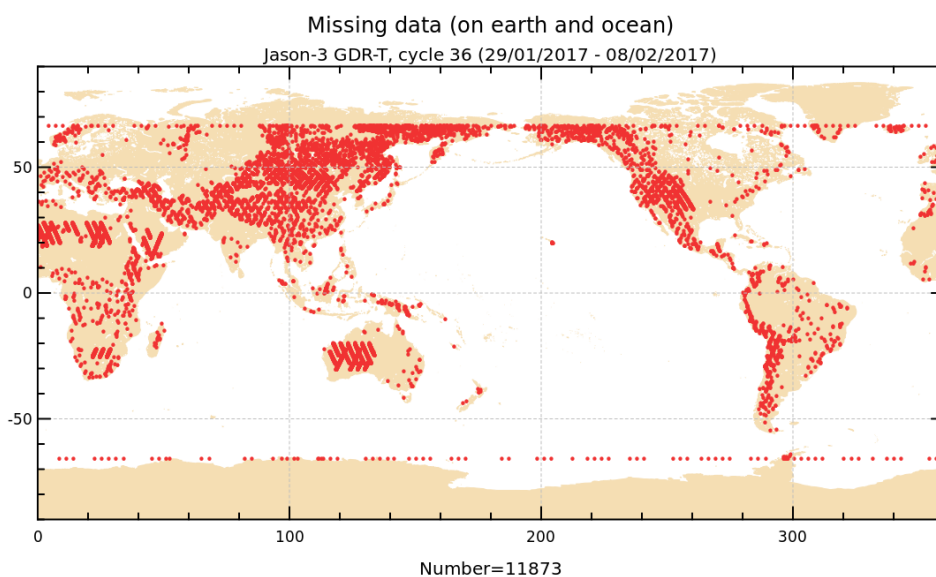 Missing data (on earth and ocean)
Jason-3 GDR-T, cycle 36 (29/01/2017 - 08/02/2017)
50
0
-50
0 100 200 300
Number=11873